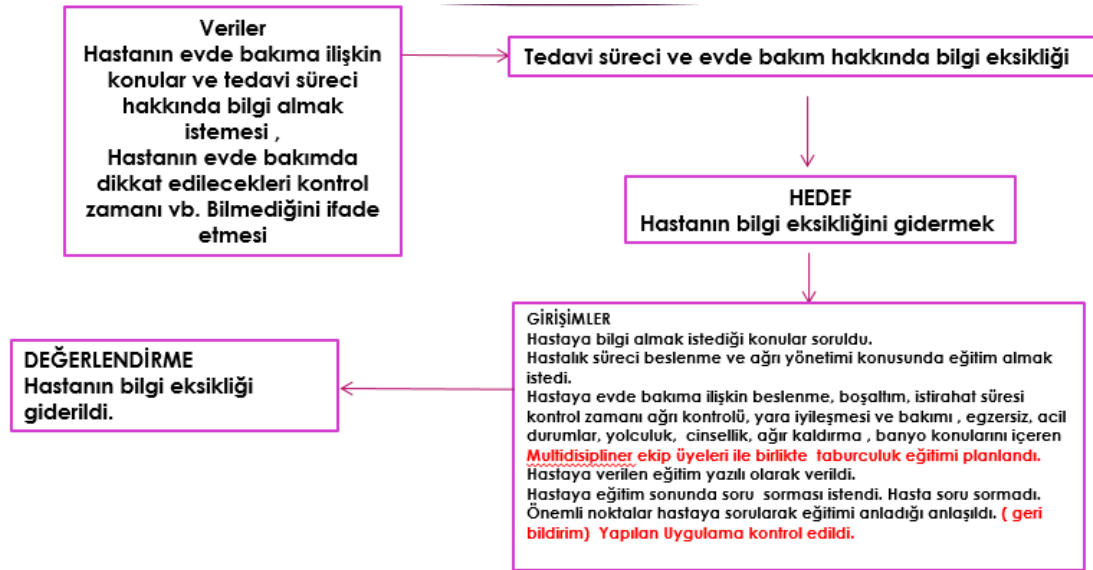 Veriler
Hastanın evde bakıma ilişkin
konular ve tedavi süreci
hakkında bilgi almak
istemesi ,
Hastanın evde bakımda
dikkat edilecekleri kontrol
zamanı vb. Bilmediğini ifade
etmesi
Tedavi süreci ve evde bakım hakkında bilgi eksikliği
HEDEF
Hastanın bilgi eksikliğini gidermek
GİRİŞİMLER
Hastaya bilgi almak istediği konular soruldu.
Hastalık süreci beslenme ve ağrı yönetimi konusunda eğitim almak
istedi.
Hastaya evde bakıma ilişkin beslenme, boşaltım, istirahat süresi
kontrol zamanı ağrı kontrolü, yara iyileşmesi ve bakımı , egzersiz, acil
durumlar, yolculuk, cinsellik, ağır kaldırma , banyo konularını içeren
Multidisipliner ekip üyeleri ile birlikte taburculuk eğitimi planlandı.
Hastaya verilen eğitim yazılı olarak verildi.
Hastaya eğitim sonunda soru sorması istendi. Hasta soru sormadı.
Önemli noktalar hastaya sorularak eğitimi anladığı anlaşıldı. ( geri
bildirim) Yapılan Uygulama kontrol edildi.
DEĞERLENDİRME
Hastanın bilgi eksikliği
giderildi.